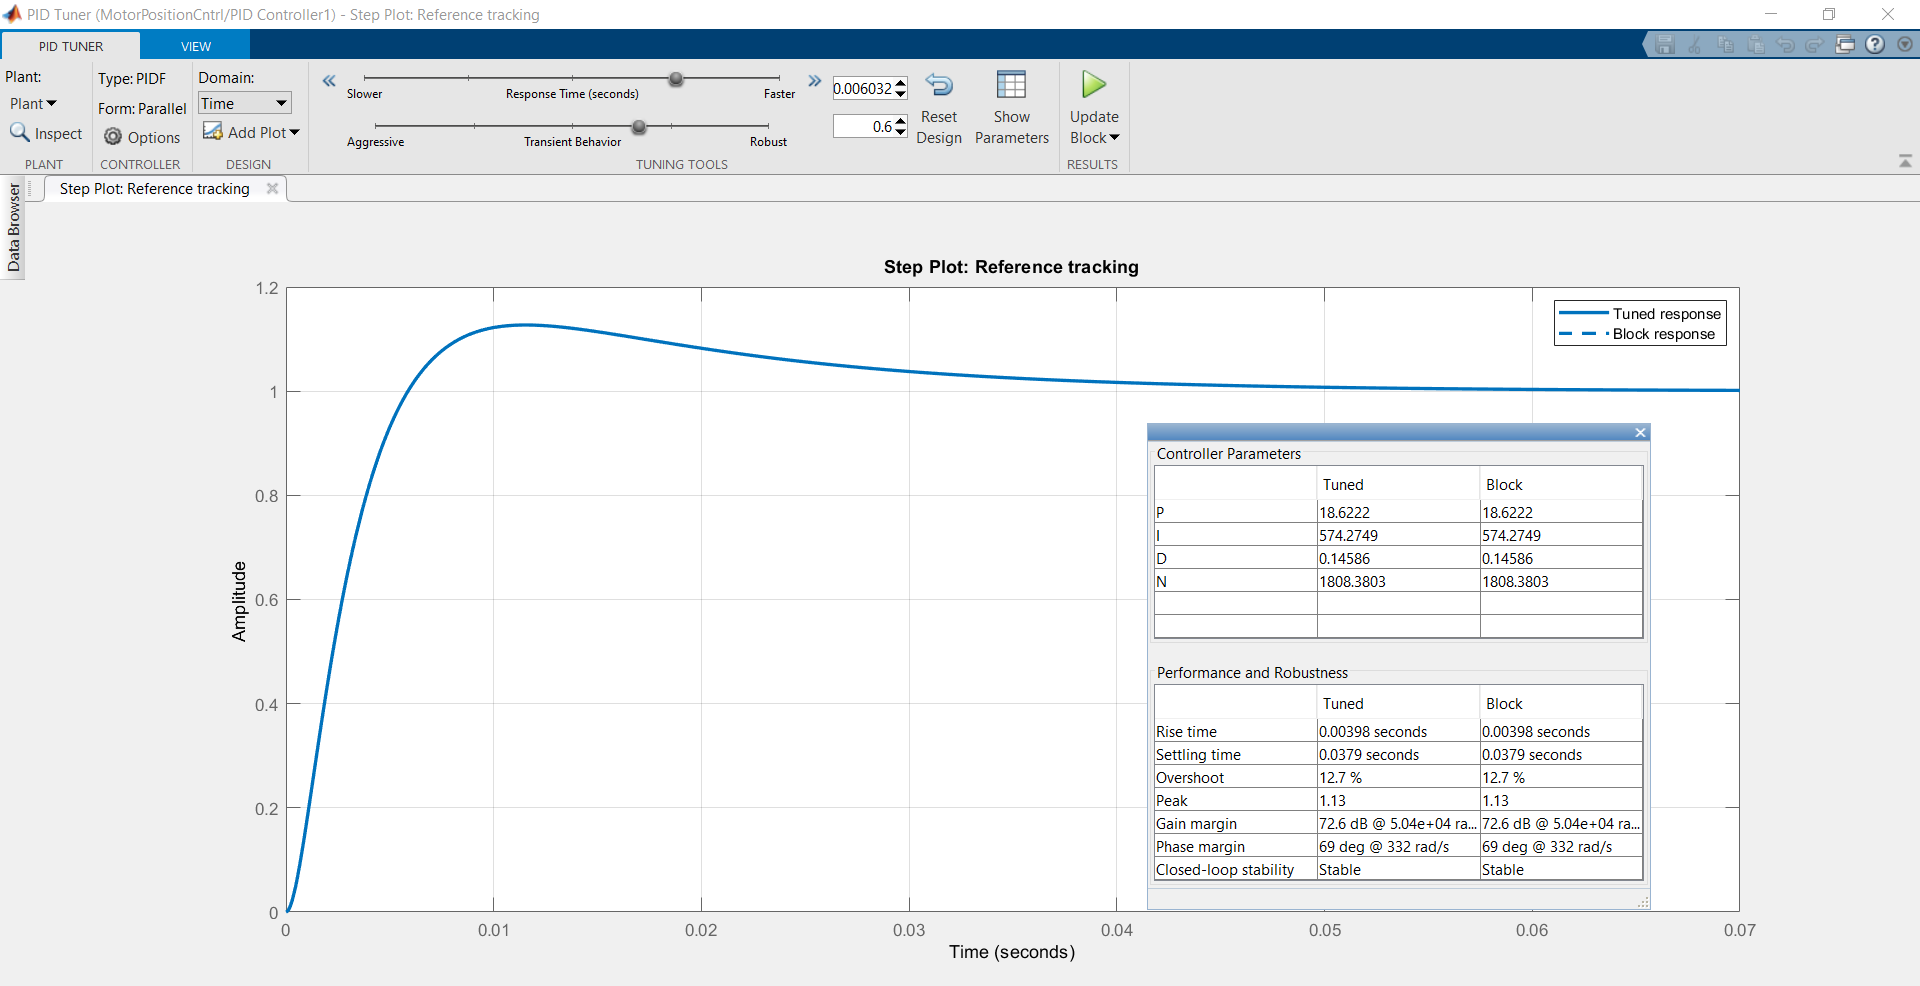 PID Tuner (MotorPositionCntrl/PID Controller1) - Step Plot: Reference tracking
PID TUNER
VIEW
Plant:
Plant
Inspect
PLANT
Type: PIDF
Form: Parallel
Options
CONTROLLER
Domain:
Time
Add Plot
DESIGN
Slower
Response Time (seconds)
Faster
0.006032
Aggressive
Transient Behavior
Robust
0.6
Reset
Design
Show
Parameters
TUNING TOOLS
Update
Block
RESULTS
Data Browser
Step Plot: Reference tracking
Step Plot: Reference tracking
Tuned response
Block response
1.2
1
0.8
0.6
0.4
0.2
0
Amplitude
0 0.01 0.02 0.03 0.04 0.05 0.06 0.07
Time (seconds)
Controller Parameters
Tuned Block
P 18.6222 18.6222
I 574.2749 574.2749
D 0.14586 0.14586
N 1808.3803 1808.3803
Performance and Robustness
Tuned Block
Rise time 0.00398 seconds 0.00398 seconds
Settling time 0.0379 seconds 0.0379 seconds
Overshoot 12.7 % 12.7 %
Peak 1.13 1.13
Gain margin 72.6 dB @ 5.04e+04 ra... 72.6 dB @ 5.04e+04 ra...
Phase margin 69 deg @ 332 rad/s 69 deg @ 332 rad/s
Closed-loop stability Stable Stable